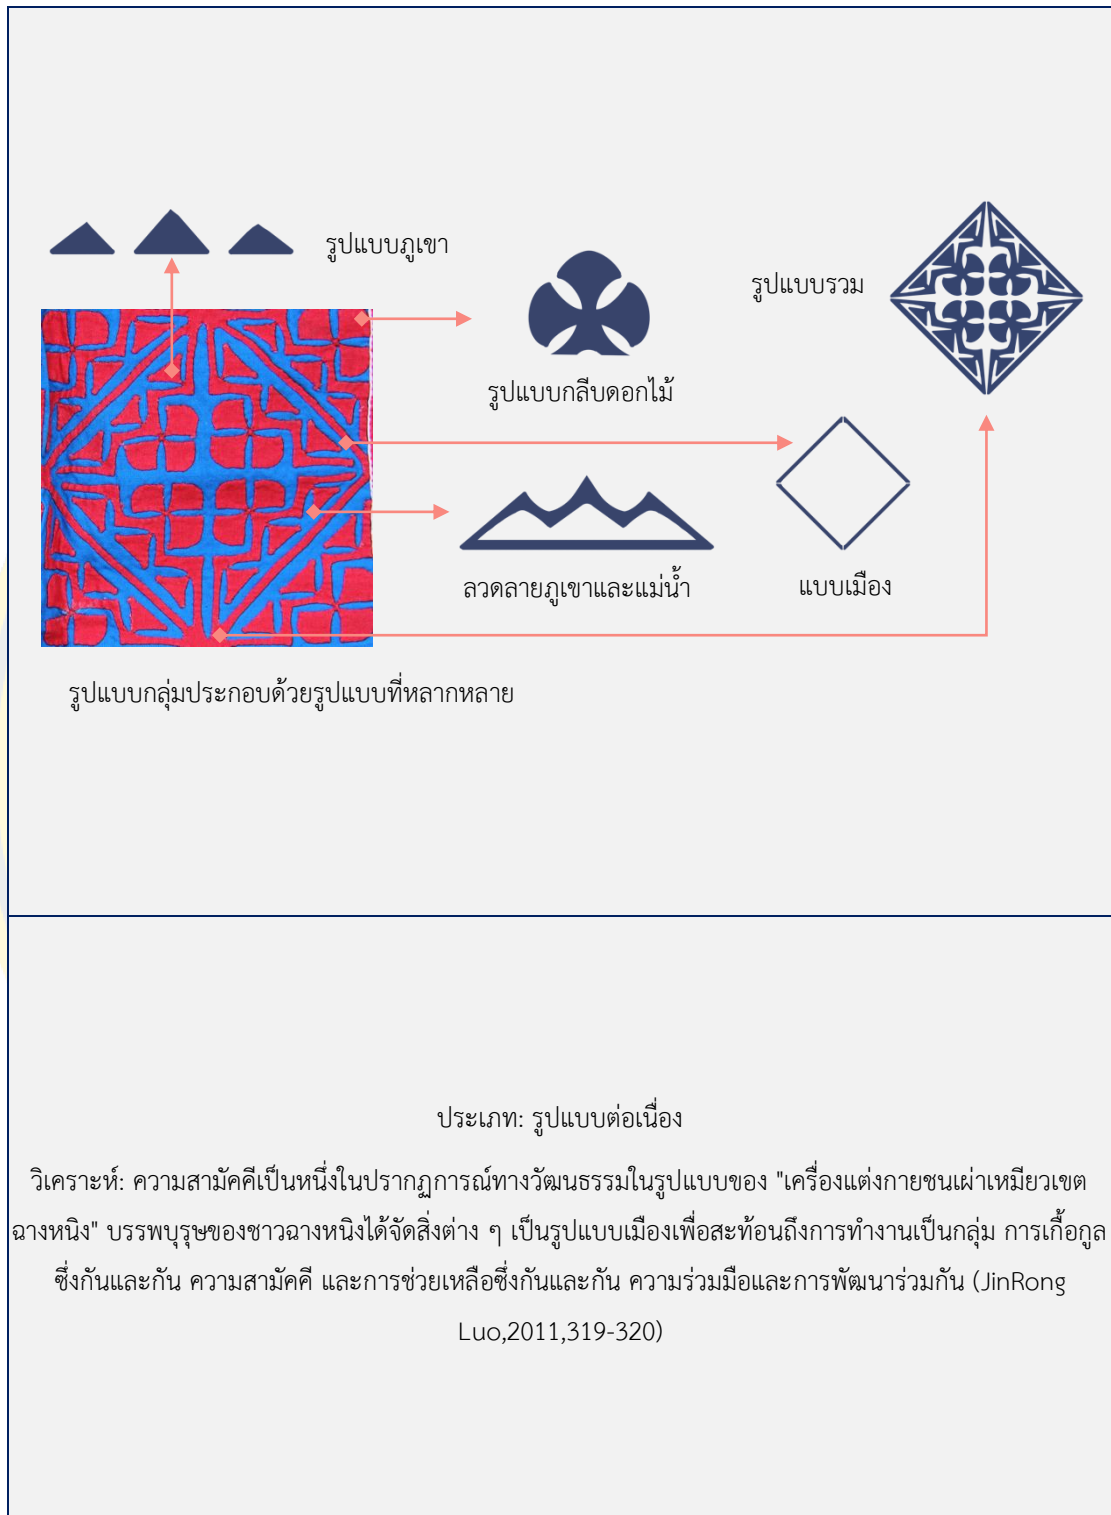 รูปแบบภูเขา
รูปแบบรวม
รูปแบบกลีบดอกไม้
ลวดลายภูเขาและแม่น้ำ
แบบเมือง
รูปแบบกลุ่มประกอบด้วยรูปแบบที่หลากหลาย
ประเภท: รูปแบบต่อเนื่อง
วิเคราะห์: ความสามัคคีเป็นหนึ่งในปรากฏการณ์ทางวัฒนธรรมในรูปแบบของ "เครื่องแต่งกายชนเผ่าเหมียวเขต
ฉางหนิง" บรรพบุรุษของชาวฉางหนิงได้จัดสิ่งต่าง ๆ เป็นรูปแบบเมืองเพื่อสะท้อนถึงการทำงานเป็นกลุ่ม การเกื้อกูล
ซึ่งกันและกัน ความสามัคคี และการช่วยเหลือซึ่งกันและกัน ความร่วมมือและการพัฒนาร่วมกัน (JinRong
Luo,2011,319-320)